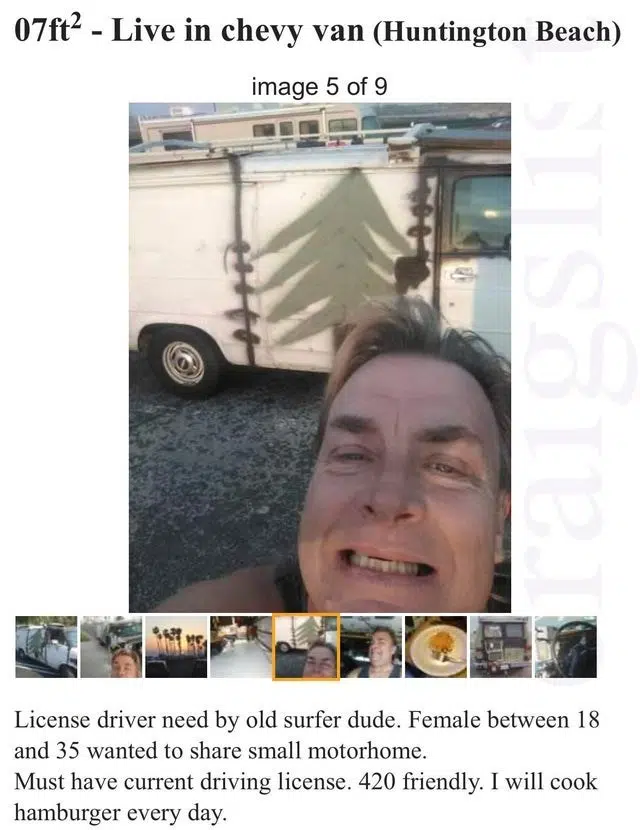 07ft² - Live in chevy van (Huntington Beach)
image 5 of 9
craigslist
License driver need by old surfer dude. Female between 18
and 35 wanted to share small motorhome.
Must have current driving license. 420 friendly. I will cook
hamburger every day.